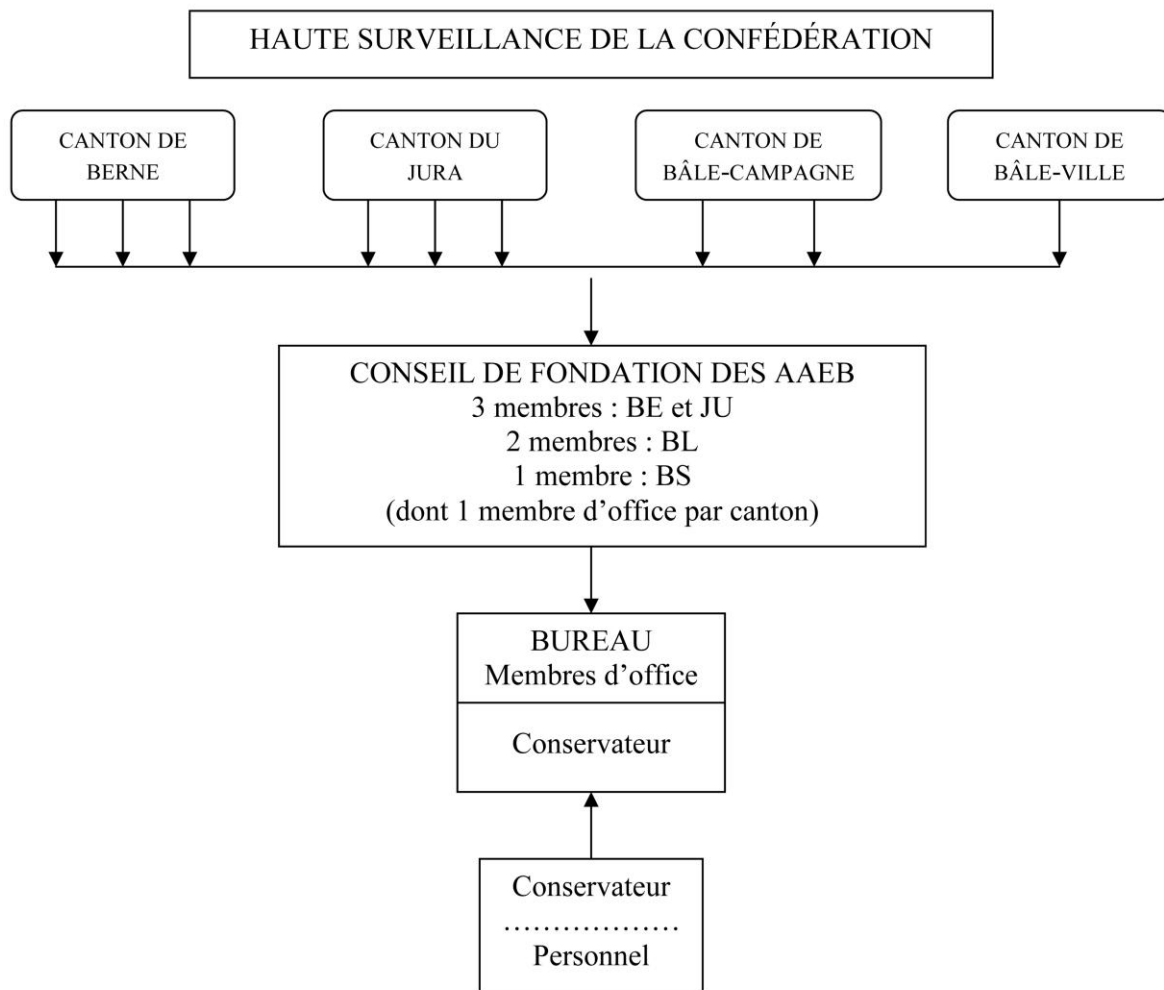 HAUTE SURVEILLANCE DE LA CONFÉDÉRATION
CANTON DE
BERNE
CANTON DU
JURA
CANTON DE
BÂLE-CAMPAGNE
CANTON DE
BÂLE-VILLE
CONSEIL DE FONDATION DES AAEB
3 membres : BE et JU
2 membres : BL
1 membre : BS
(dont 1 membre d’office par canton)
BUREAU
Membres d’office
Conservateur
Conservateur
………………
Personnel